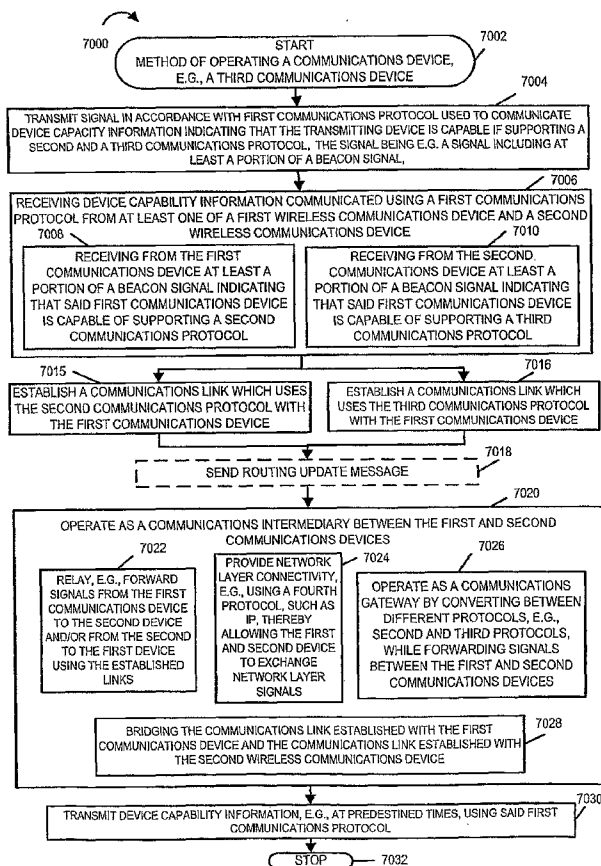 7000
START
METHOD OF OPERATING A COMMUNICATIONS DEVICE,
E.G., A THIRD COMMUNICATIONS DEVICE
7002
7004
TRANSMIT SIGNAL IN ACCORDANCE WITH FIRST COMMUNICATIONS PROTOCOL USED TO COMMUNICATE
DEVICE CAPACITY INFORMATION INDICATING THAT THE TRANSMITTING DEVICE IS CAPABLE IF SUPPORTING A
SECOND AND A THIRD COMMUNICATIONS PROTOCOL, THE SIGNAL BEING E.G. A SIGNAL INCLUDING AT
LEAST A PORTION OF A BEACON SIGNAL,
7006
RECEIVING DEVICE CAPABILITY INFORMATION COMMUNICATED USING A FIRST COMMUNICATIONS
PROTOCOL FROM AT LEAST ONE OF A FIRST WIRELESS COMMUNICATIONS DEVICE AND A SECOND
WIRELESS COMMUNICATIONS DEVICE
7008
RECEIVING FROM THE FIRST
COMMUNICATIONS DEVICE AT LEAST A
PORTION OF A BEACON SIGNAL INDICATING
THAT SAID FIRST COMMUNICATIONS DEVICE
IS CAPABLE OF SUPPORTING A SECOND
COMMUNICATIONS PROTOCOL
7010
RECEIVING FROM THE SECOND
COMMUNICATIONS DEVICE AT LEAST A
PORTION OF A BEACON SIGNAL INDICATING
THAT SAID FIRST COMMUNICATIONS DEVICE
IS CAPABLE OF SUPPORTING A THIRD
COMMUNICATIONS PROTOCOL
7015
ESTABLISH A COMMUNICATIONS LINK WHICH USES
THE SECOND COMMUNICATIONS PROTOCOL WITH
THE FIRST COMMUNICATIONS DEVICE
7016
ESTABLISH A COMMUNICATIONS LINK WHICH
USES THE THIRD COMMUNICATIONS PROTOCOL
WITH THE FIRST COMMUNICATIONS DEVICE
7018
SEND ROUTING UPDATE MESSAGE
7020
OPERATE AS A COMMUNICATIONS INTERMEDIARY BETWEEN THE FIRST AND SECOND
COMMUNICATIONS DEVICES
7022
RELAY, E.G., FORWARD
SIGNALS FROM THE FIRST
COMMUNICATIONS DEVICE
TO THE SECOND DEVICE
AND/OR FROM THE SECOND
TO THE FIRST DEVICE
USING THE ESTABLISHED
LINKS
7024
PROVIDE NETWORK
LAYER CONNECTIVITY,
E.G., USING A FOURTH
PROTOCOL, SUCH AS
IP, THEREBY
ALLOWING THE FIRST
AND SECOND DEVICE
TO EXCHANGE
NETWORK LAYER
SIGNALS
7026
OPERATE AS A COMMUNICATIONS
GATEWAY BY CONVERTING BETWEEN
DIFFERENT PROTOCOLS, E.G.,
SECOND AND THIRD PROTOCOLS,
WHILE FORWARDING SIGNALS
BETWEEN THE FIRST AND SECOND
COMMUNICATIONS DEVICES
7028
BRIDGING THE COMMUNICATIONS LINK ESTABLISHED WITH THE FIRST
COMMUNICATIONS DEVICE AND THE COMMUNICATIONS LINK ESTABLISHED WITH
THE SECOND WIRELESS COMMUNICATIONS DEVICE
7030
TRANSMIT DEVICE CAPABILITY INFORMATION, E.G., AT PREDESTINED TIMES, USING SAID FIRST
COMMUNICATIONS PROTOCOL
STOP
7032